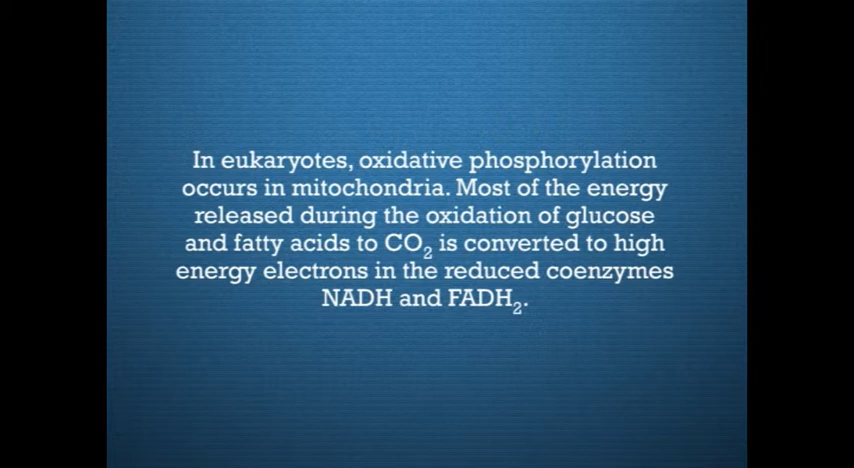 In eukaryotes, oxidative phosphorylation
occurs in mitochondria. Most of the energy
released during the oxidation of glucose
and fatty acids to CO₂ is converted to high
energy electrons in the reduced coenzymes
NADH and FADH₂.